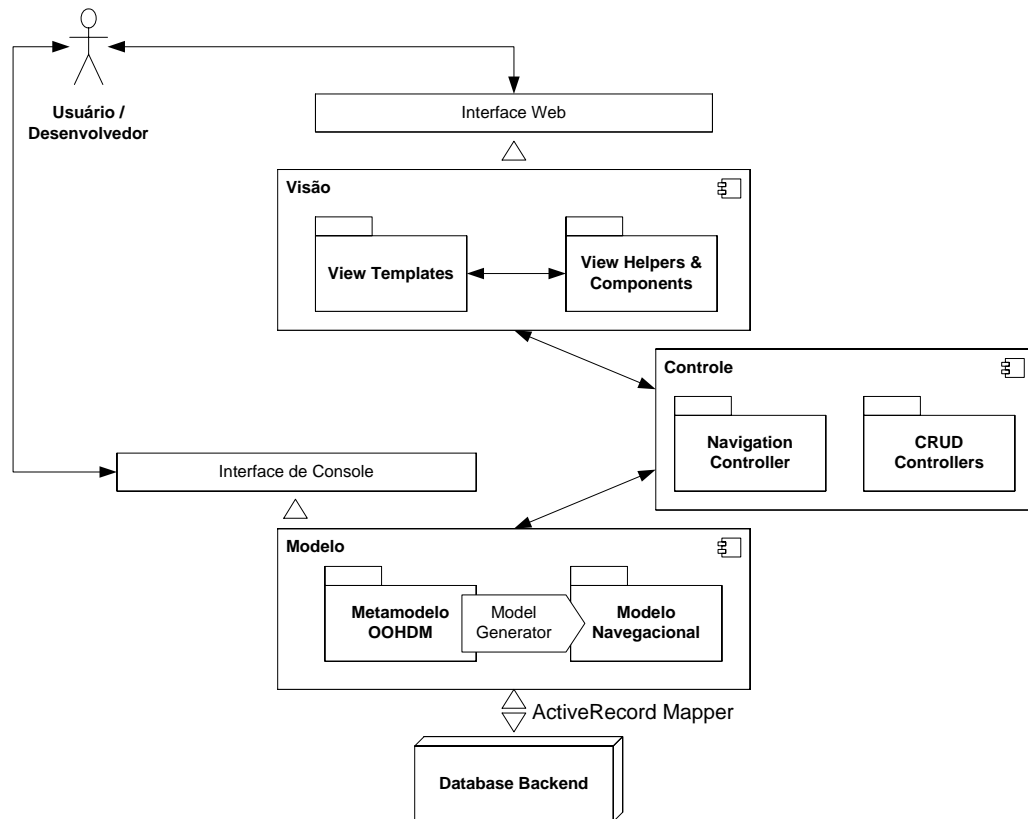 Usuário /
Desenvolvedor
Interface Web
Visão
View Templates
View Helpers &
Components
Controle
Navigation
Controller
CRUD
Controllers
Interface de Console
Modelo
Metamodelo
OOHDM
Model
Generator
Modelo
Navegacional
ActiveRecord Mapper
Database Backend